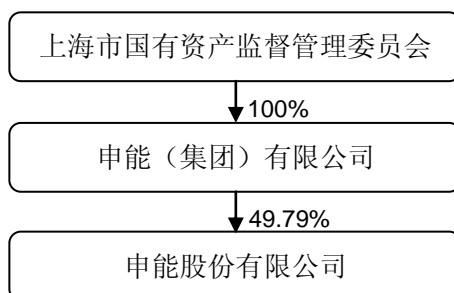 上海市国有资产监督管理委员会
100%
申能（集团）有限公司
49.79%
申能股份有限公司